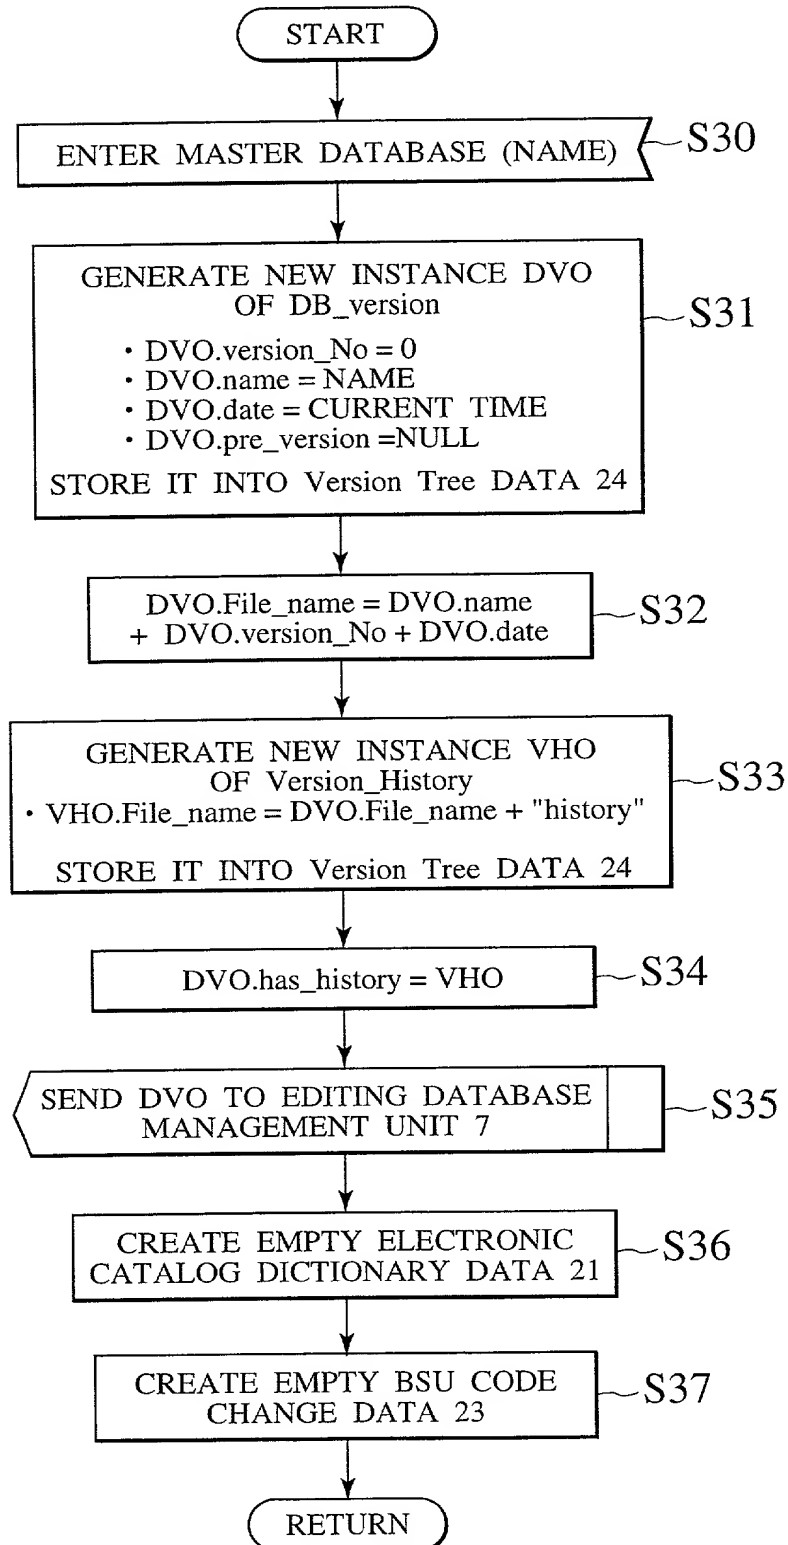 START
ENTER MASTER DATABASE (NAME)
S30
GENERATE NEW INSTANCE DVO
OF DB_version
· DVO.version_No = 0
· DVO.name = NAME
· DVO.date = CURRENT TIME
· DVO.pre_version =NULL
STORE IT INTO Version Tree DATA 24
S31
DVO.File_name = DVO.name
+ DVO.version_No + DVO.date
S32
GENERATE NEW INSTANCE VHO
OF Version_History
· VHO.File_name = DVO.File_name + "history"
STORE IT INTO Version Tree DATA 24
S33
DVO.has_history = VHO
S34
SEND DVO TO EDITING DATABASE
MANAGEMENT UNIT 7
S35
CREATE EMPTY ELECTRONIC
CATALOG DICTIONARY DATA 21
S36
CREATE EMPTY BSU CODE
CHANGE DATA 23
S37
RETURN